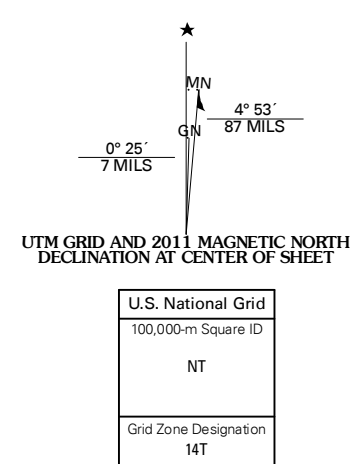 MN
4° 53´
87 MILS
GN
0° 25´
7 MILS
UTM GRID AND 2011 MAGNETIC NORTH
DECLINATION AT CENTER OF SHEET
U.S. National Grid
100,000-m Square ID
NT
Grid Zone Designation
14T